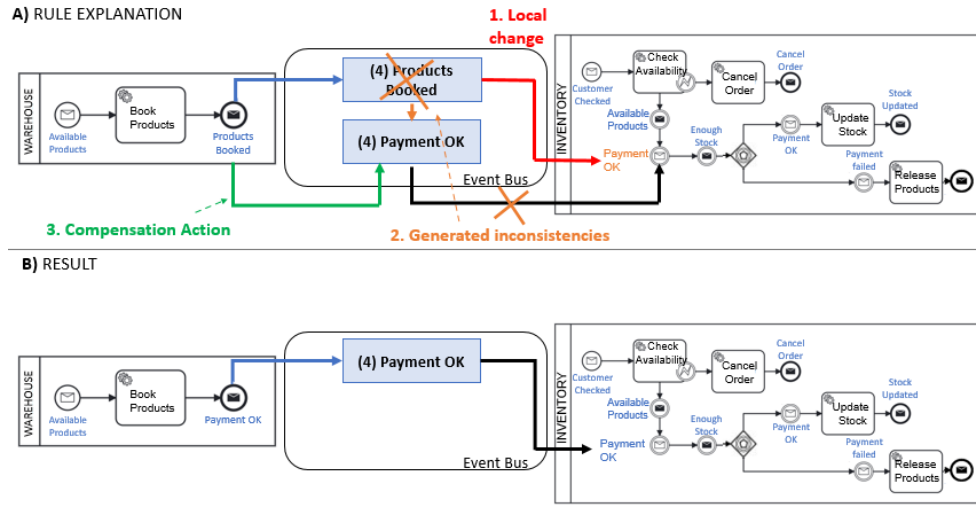 A) RULE EXPLANATION
1. Local
change
WAREHOUSE
Available
Products
Book
Products
Products
Booked
(4) Products
Booked
(4) Payment OK
Event Bus
3. Compensation Action
2. Generated inconsistencies
INVENTORY
Customer
Checked
Check
Availability
Cancel
Order
Cancel
Order
Available
Products
Payment
OK
Enough
Stock
Payment
OK
Update
Stock
Stock
Updated
Payment
failed
Release
Products
B) RESULT
WAREHOUSE
Available
Products
Book
Products
Payment OK
(4) Payment OK
Event Bus
INVENTORY
Customer
Checked
Check
Availability
Cancel
Order
Cancel
Order
Available
Products
Payment
OK
Enough
Stock
Payment
OK
Update
Stock
Stock
Updated
Payment
failed
Release
Products